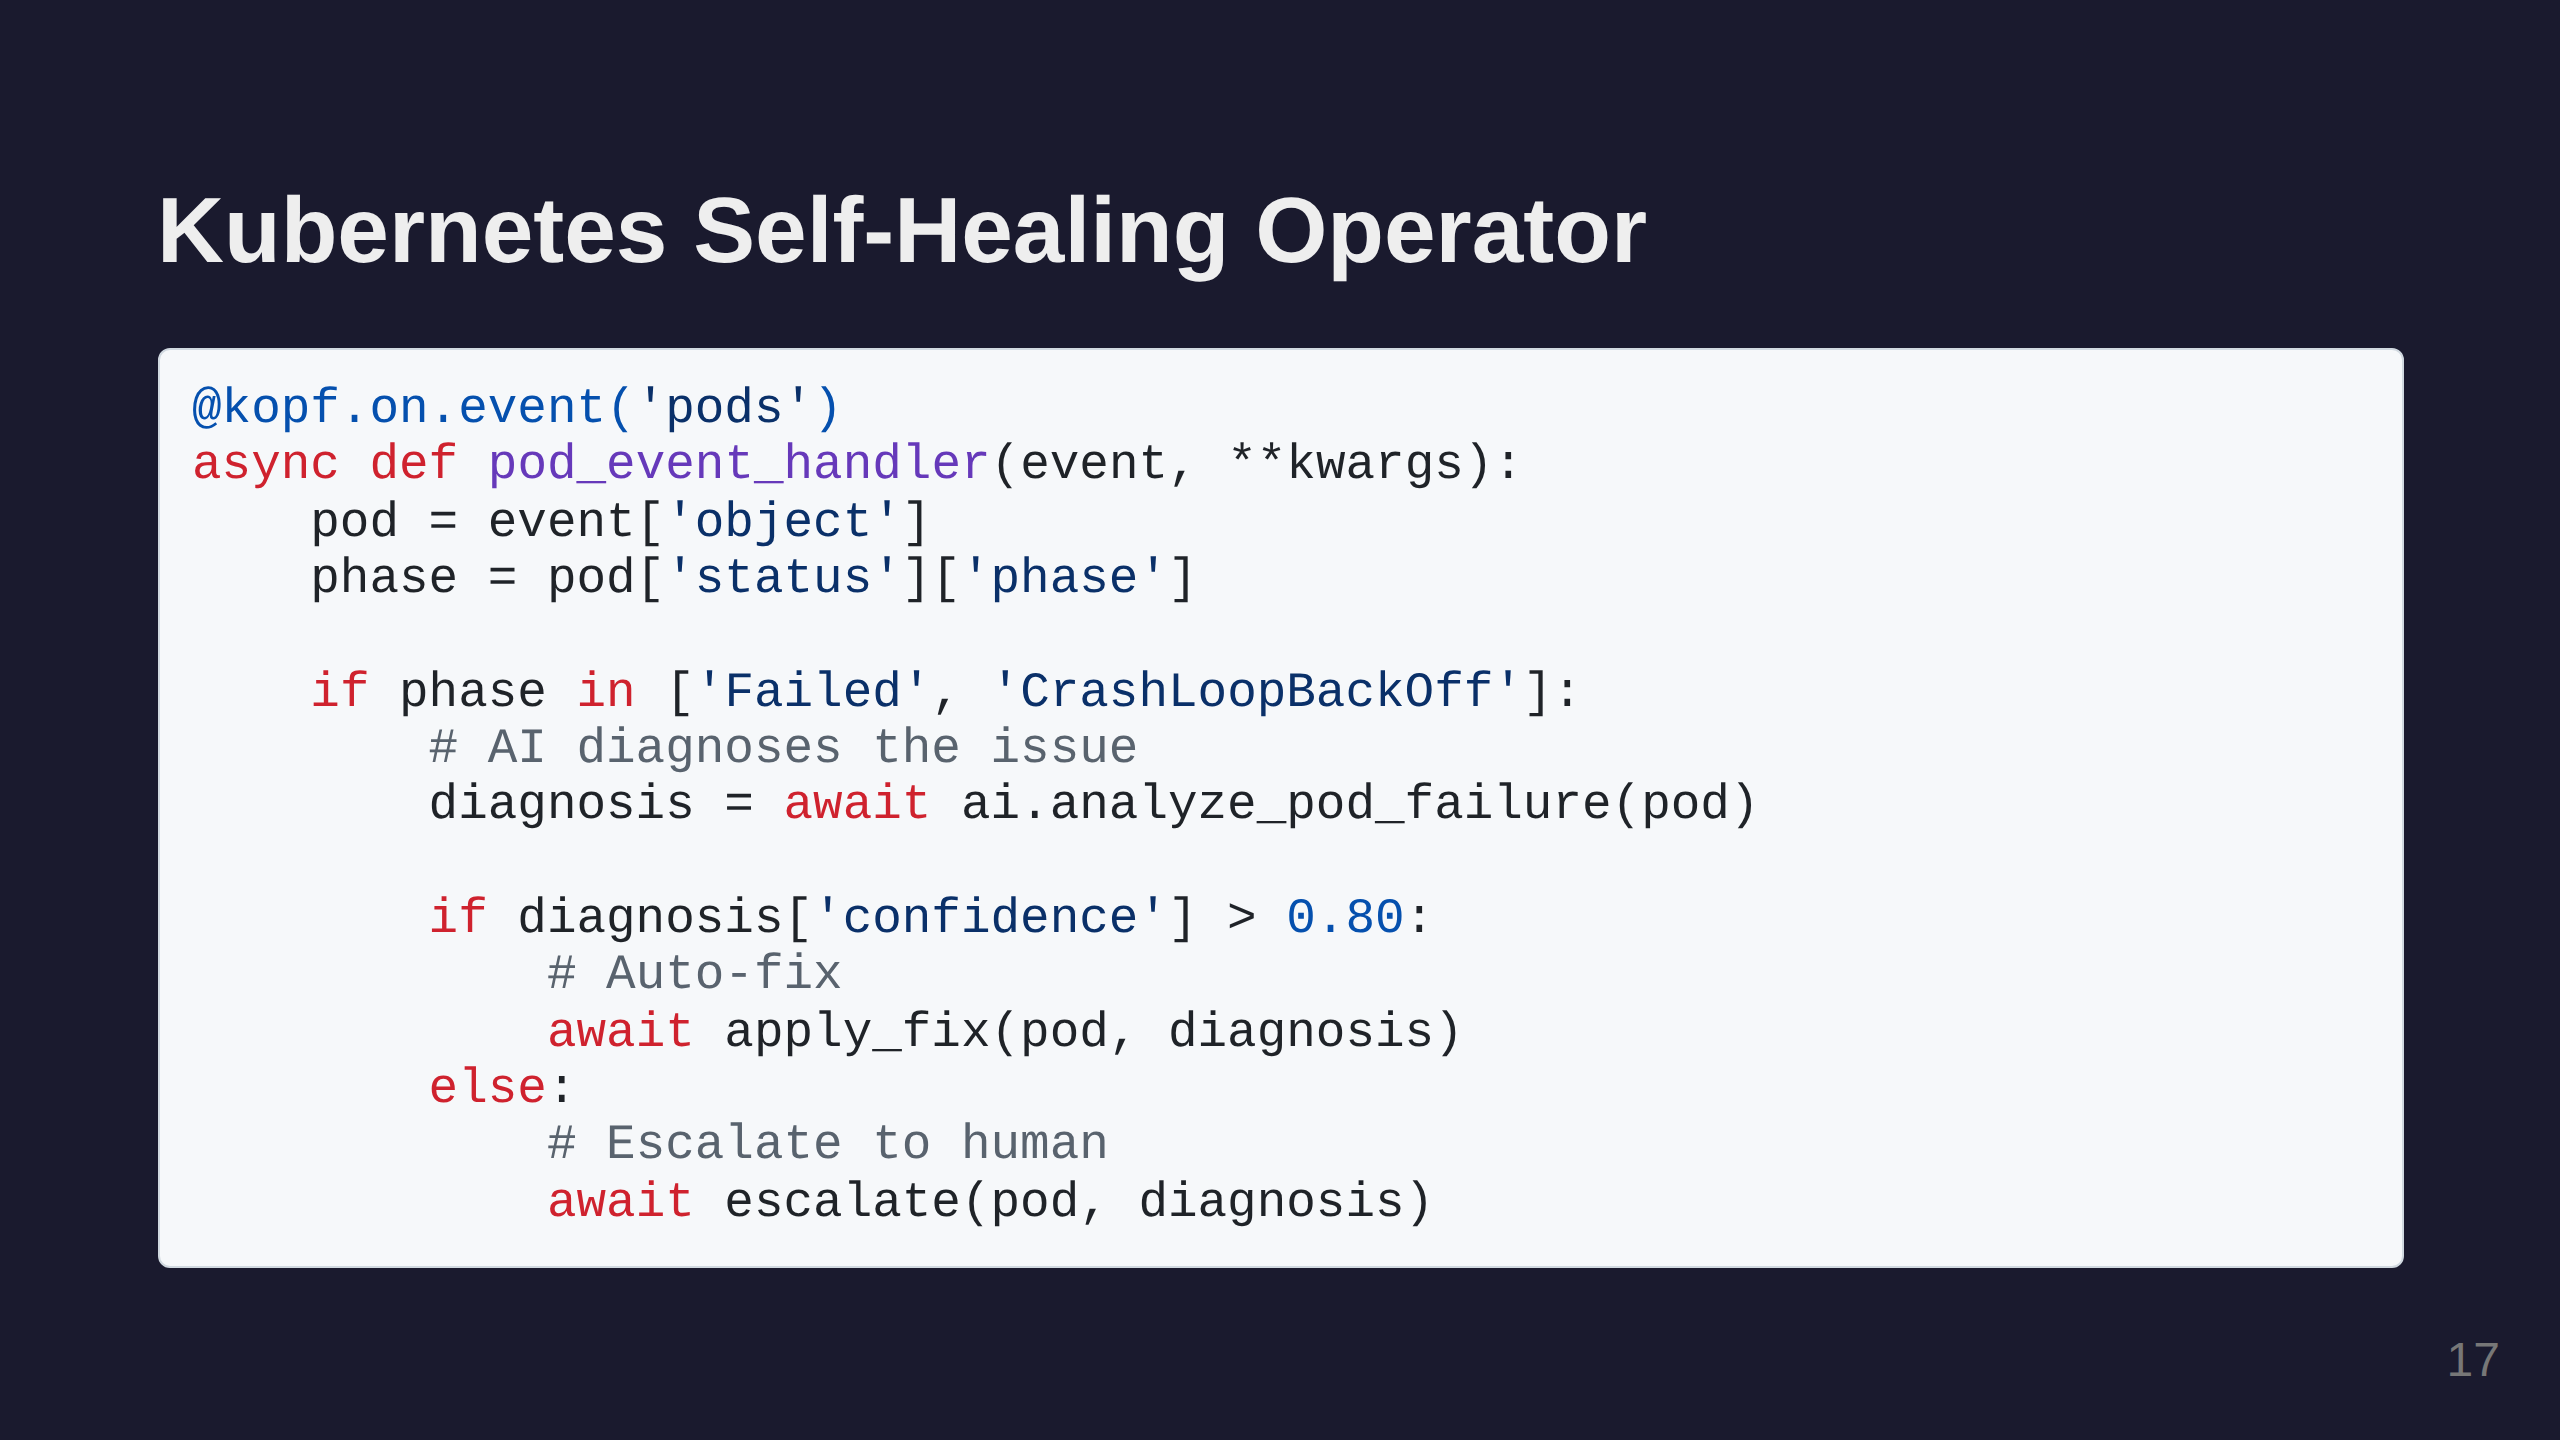 Kubernetes Self-Healing Operator
@kopf.on.event('pods')
async def pod_event_handler(event, **kwargs):
    pod = event['object']
    phase = pod['status']['phase']

    if phase in ['Failed', 'CrashLoopBackOff']:
        # AI diagnoses the issue
        diagnosis = await ai.analyze_pod_failure(pod)

        if diagnosis['confidence'] > 0.80:
            # Auto-fix
            await apply_fix(pod, diagnosis)
        else:
            # Escalate to human
            await escalate(pod, diagnosis)
17